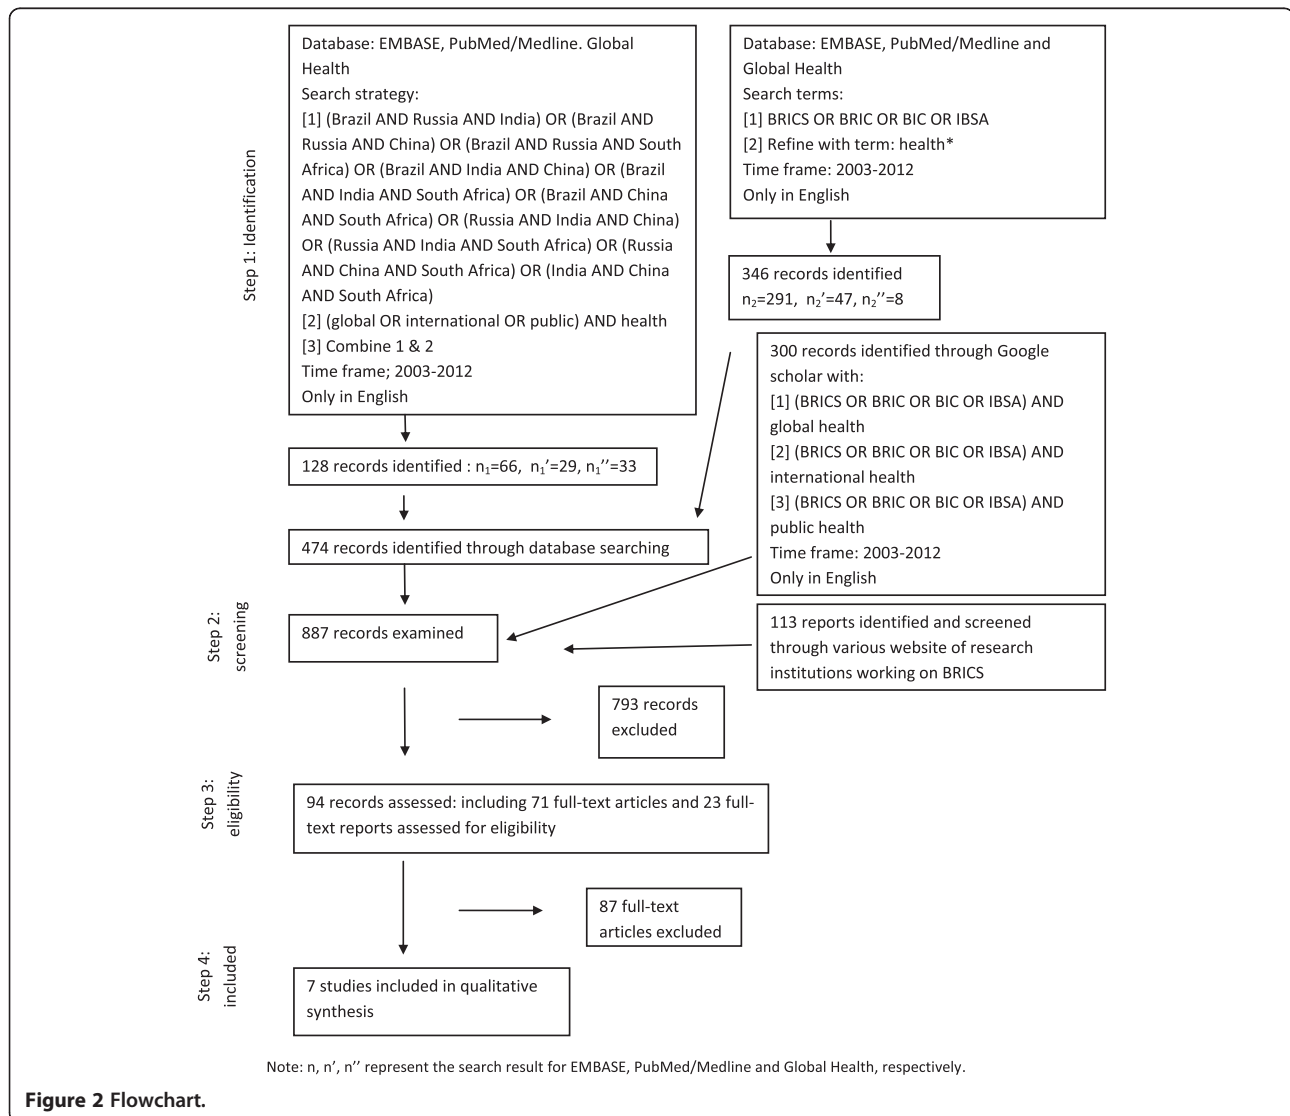 Database: EMBASE, PubMed/Medline. Global
Health
Search strategy:
[1] (Brazil AND Russia AND India) OR (Brazil AND
Russia AND China) OR (Brazil AND Russia AND South
Africa) OR (Brazil AND India AND China) OR (Brazil
AND India AND South Africa) OR (Brazil AND China
AND South Africa) OR (Russia AND India AND China)
OR (Russia AND India AND South Africa) OR (Russia
AND China AND South Africa) OR (India AND China
AND South Africa)
[2] (global OR international OR public) AND health
[3] Combine 1 & 2
Time frame; 2003-2012
Only in English
Database: EMBASE, PubMed/Medline and
Global Health
Search terms:
[1] BRICS OR BRIC OR BIC OR IBSA
[2] Refine with term: health*
Time frame: 2003-2012
Only in English
Step 1: Identification
346 records identified
n₂=291, n₂’=47, n₂’’=8
300 records identified through Google
scholar with:
[1] (BRICS OR BRIC OR BIC OR IBSA) AND
global health
[2] (BRICS OR BRIC OR BIC OR IBSA) AND
international health
[3] (BRICS OR BRIC OR BIC OR IBSA) AND
public health
Time frame: 2003-2012
Only in English
128 records identified : n₁=66, n₁’=29, n₁’’=33
474 records identified through database searching
Step 2:
screening
887 records examined
113 reports identified and screened
through various website of research
institutions working on BRICS
793 records
excluded
Step 3:
eligibility
94 records assessed: including 71 full-text articles and 23 full-
text reports assessed for eligibility
87 full-text
articles excluded
Step 4:
included
7 studies included in qualitative
synthesis
Note: n, n’, n’’ represent the search result for EMBASE, PubMed/Medline and Global Health, respectively.
Figure 2 Flowchart.